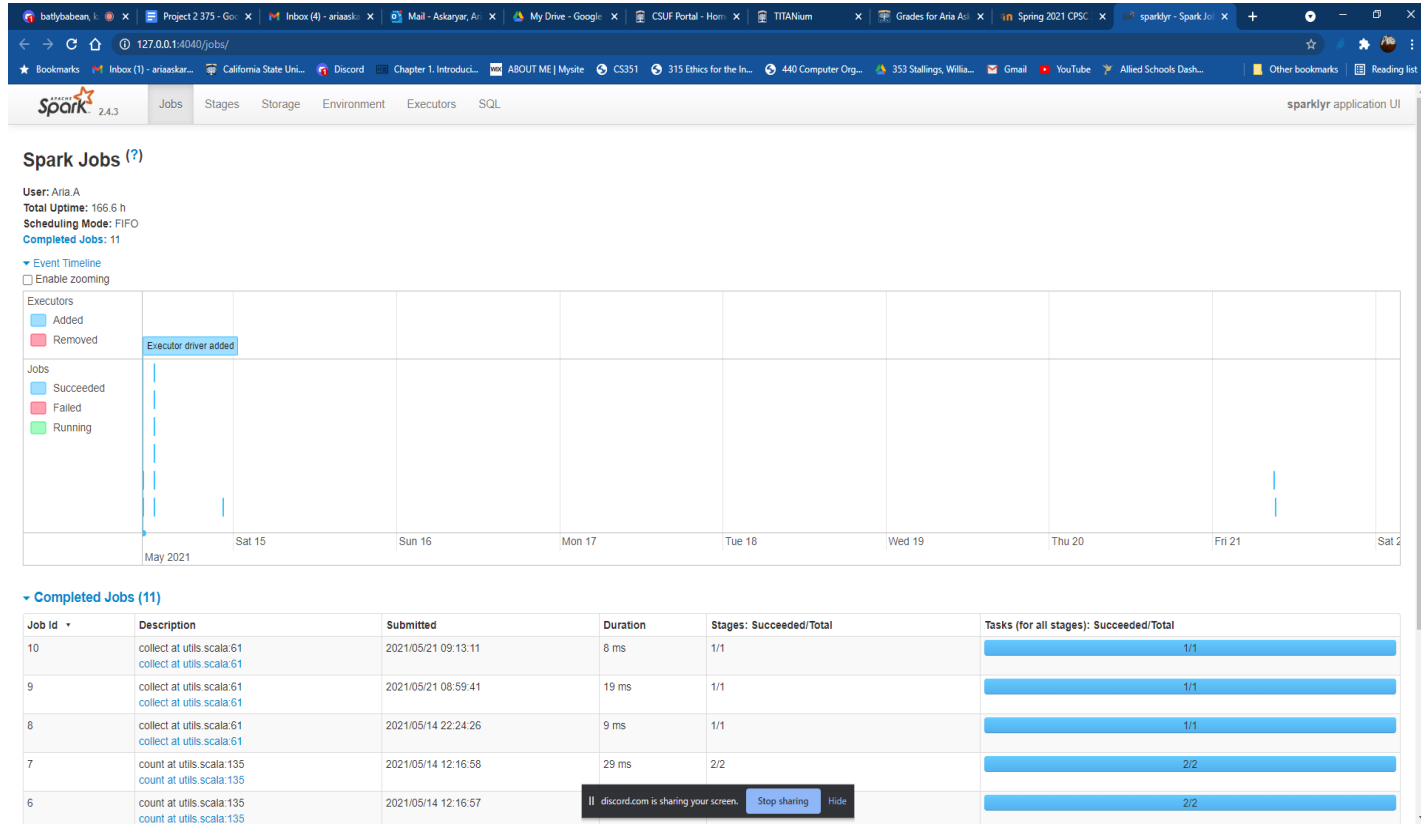 batlybabean, k
Project 2 375 - Goo
Inbox (4) - ariaaska
Mail - Askaryar, Ari
My Drive - Google
CSUF Portal - Hom
TITANium
Grades for Aria Ask
Spring 2021 CPSC
sparklyr - Spark Jol
127.0.0.1:4040/jobs/
Bookmarks
Inbox (1) - ariaaskar...
California State Uni...
Discord
Chapter 1. Introduci...
WIX
ABOUT ME | Mysite
CS351
315 Ethics for the In...
440 Computer Org...
353 Stallings, Willia...
Gmail
YouTube
Allied Schools Dash...
Other bookmarks
Reading list
APACHE
Spark 2.4.3
Jobs
Stages
Storage
Environment
Executors
SQL
sparklyr application UI
Spark Jobs (?)
User: Aria.A
Total Uptime: 166.6 h
Scheduling Mode: FIFO
Completed Jobs: 11
Event Timeline
Enable zooming
Executors
Added
Removed
Executor driver added
Jobs
Succeeded
Failed
Running
Sat 15
Sun 16
Mon 17
Tue 18
Wed 19
Thu 20
Fri 21
Sat 2
May 2021
Completed Jobs (11)
Job Id ▾ Description Submitted Duration Stages: Succeeded/Total Tasks (for all stages): Succeeded/Total
10 collect at utils.scala:61 2021/05/21 09:13:11 8 ms 1/1 1/1
collect at utils.scala:61
9 collect at utils.scala:61 2021/05/21 08:59:41 19 ms 1/1 1/1
collect at utils.scala:61
8 collect at utils.scala:61 2021/05/14 22:24:26 9 ms 1/1 1/1
collect at utils.scala:61
7 count at utils.scala:135 2021/05/14 12:16:58 29 ms 2/2 2/2
count at utils.scala:135
6 count at utils.scala:135 2021/05/14 12:16:57 2/2
count at utils.scala:135
discord.com is sharing your screen. Stop sharing Hide